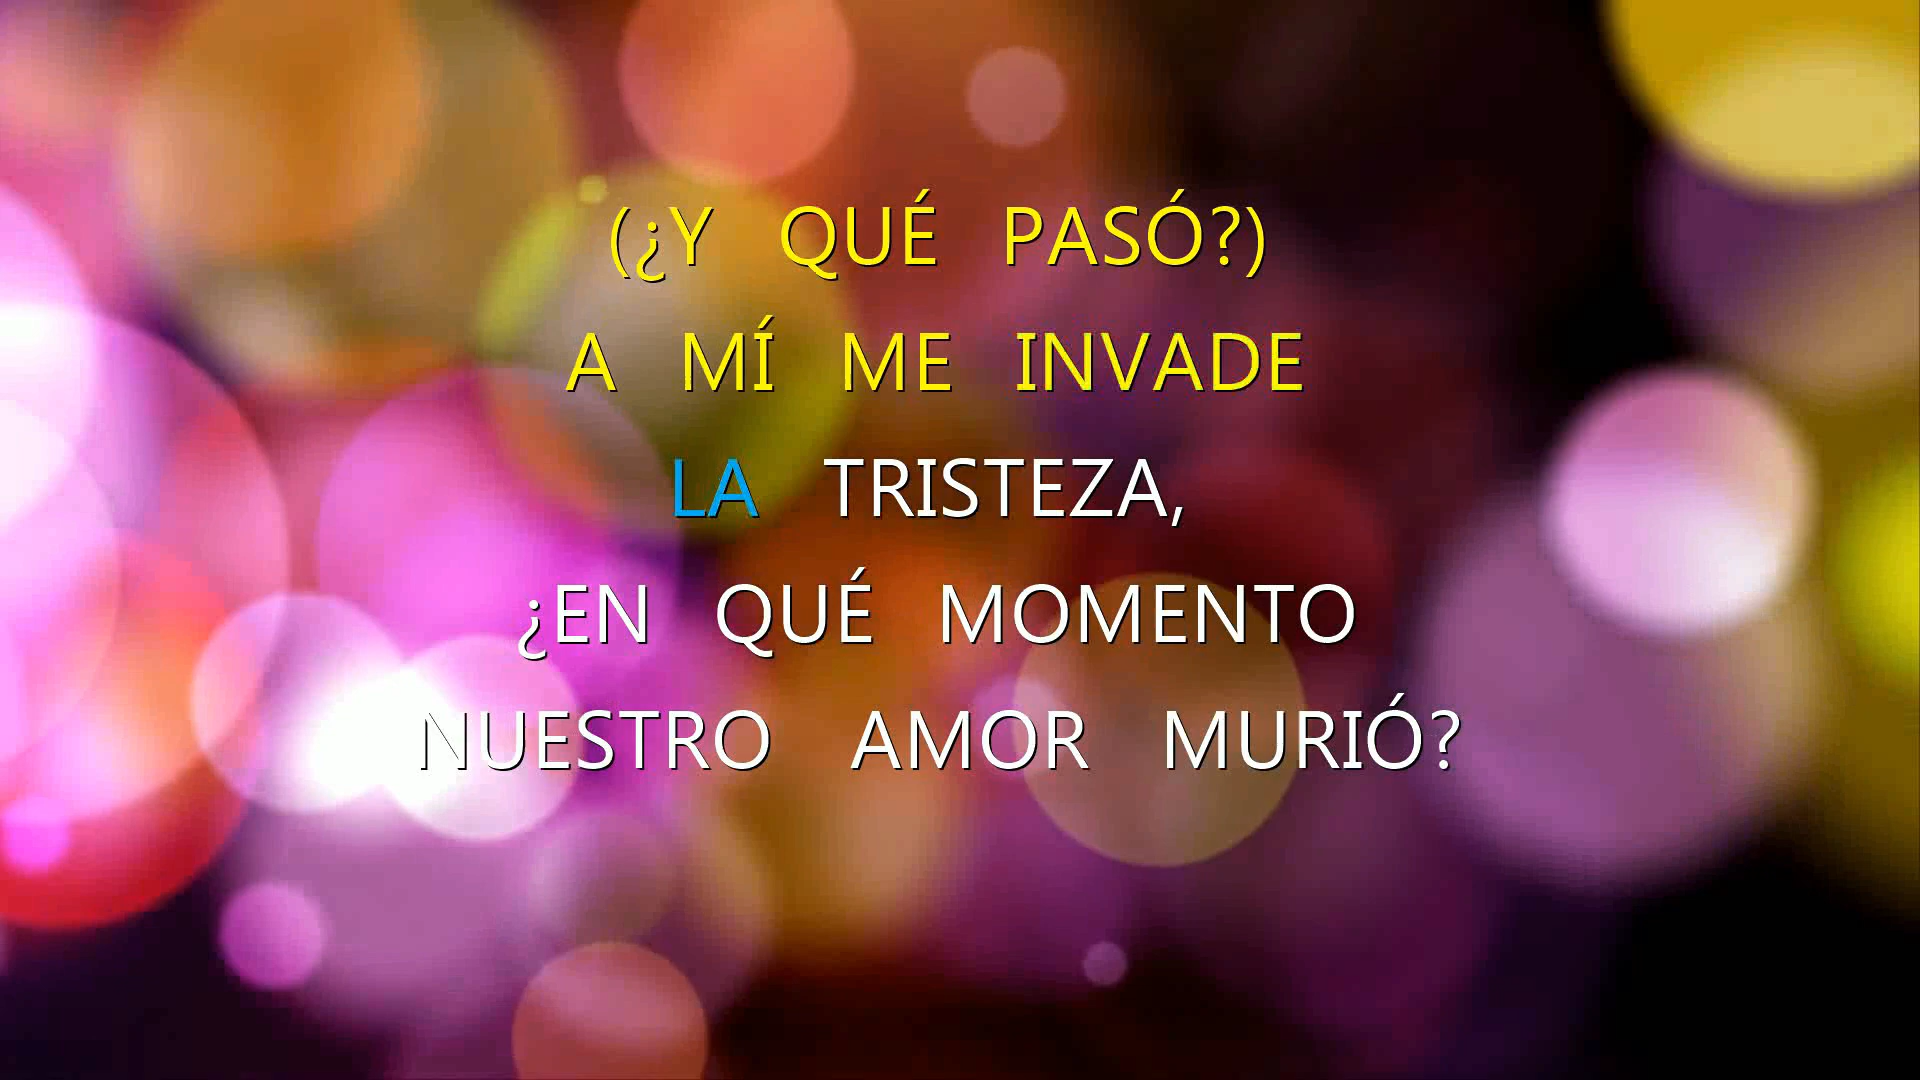 (¿Y QUÉ PASÓ?)
A MÍ ME INVADE
LA TRISTEZA,
¿EN QUÉ MOMENTO
NUESTRO AMOR MURIÓ?